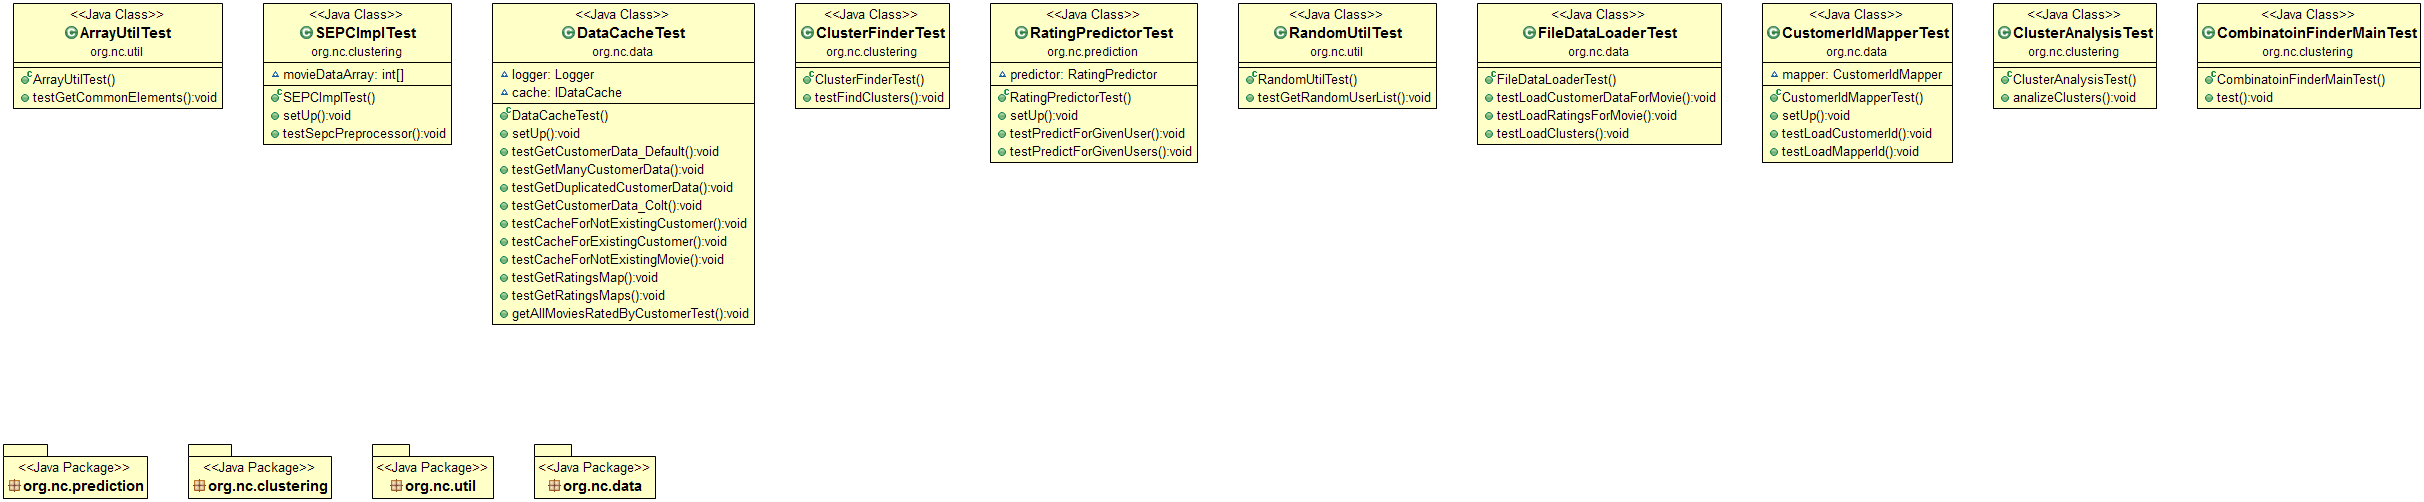 <<Java Class>>
ArrayUtilTest
org.nc.util
ArrayUtilTest()
testGetCommonElements():void
<<Java Class>>
SEPCImplTest
org.nc.clustering
movieDataArray: int[]
SEPCImplTest()
setUp():void
testSepcPreprocessor():void
<<Java Class>>
DataCacheTest
org.nc.data
logger: Logger
cache: IDataCache
DataCacheTest()
setUp():void
testGetCustomerData_Default():void
testGetManyCustomerData():void
testGetDuplicatedCustomerData():void
testGetCustomerData_Colt():void
testCacheForNotExistingCustomer():void
testCacheForExistingCustomer():void
testCacheForNotExistingMovie():void
testGetRatingsMap():void
testGetRatingsMaps():void
getAllMoviesRatedByCustomerTest():void
<<Java Class>>
ClusterFinderTest
org.nc.clustering
ClusterFinderTest()
testFindClusters():void
<<Java Class>>
RatingPredictorTest
org.nc.prediction
predictor: RatingPredictor
RatingPredictorTest()
setUp():void
testPredictForGivenUser():void
testPredictForGivenUsers():void
<<Java Class>>
RandomUtilTest
org.nc.util
RandomUtilTest()
testGetRandomUserList():void
<<Java Class>>
FileDataLoaderTest
org.nc.data
FileDataLoaderTest()
testLoadCustomerDataForMovie():void
testLoadRatingsForMovie():void
testLoadClusters():void
<<Java Class>>
CustomerIdMapperTest
org.nc.data
mapper: CustomerIdMapper
CustomerIdMapperTest()
setUp():void
testLoadCustomerId():void
testLoadMapperId():void
<<Java Class>>
ClusterAnalysisTest
org.nc.clustering
ClusterAnalysisTest()
analizeClusters():void
<<Java Class>>
CombinatoinFinderMainTest
org.nc.clustering
CombinatoinFinderMainTest()
test():void
<<Java Package>>
org.nc.prediction
<<Java Package>>
org.nc.clustering
<<Java Package>>
org.nc.util
<<Java Package>>
org.nc.data